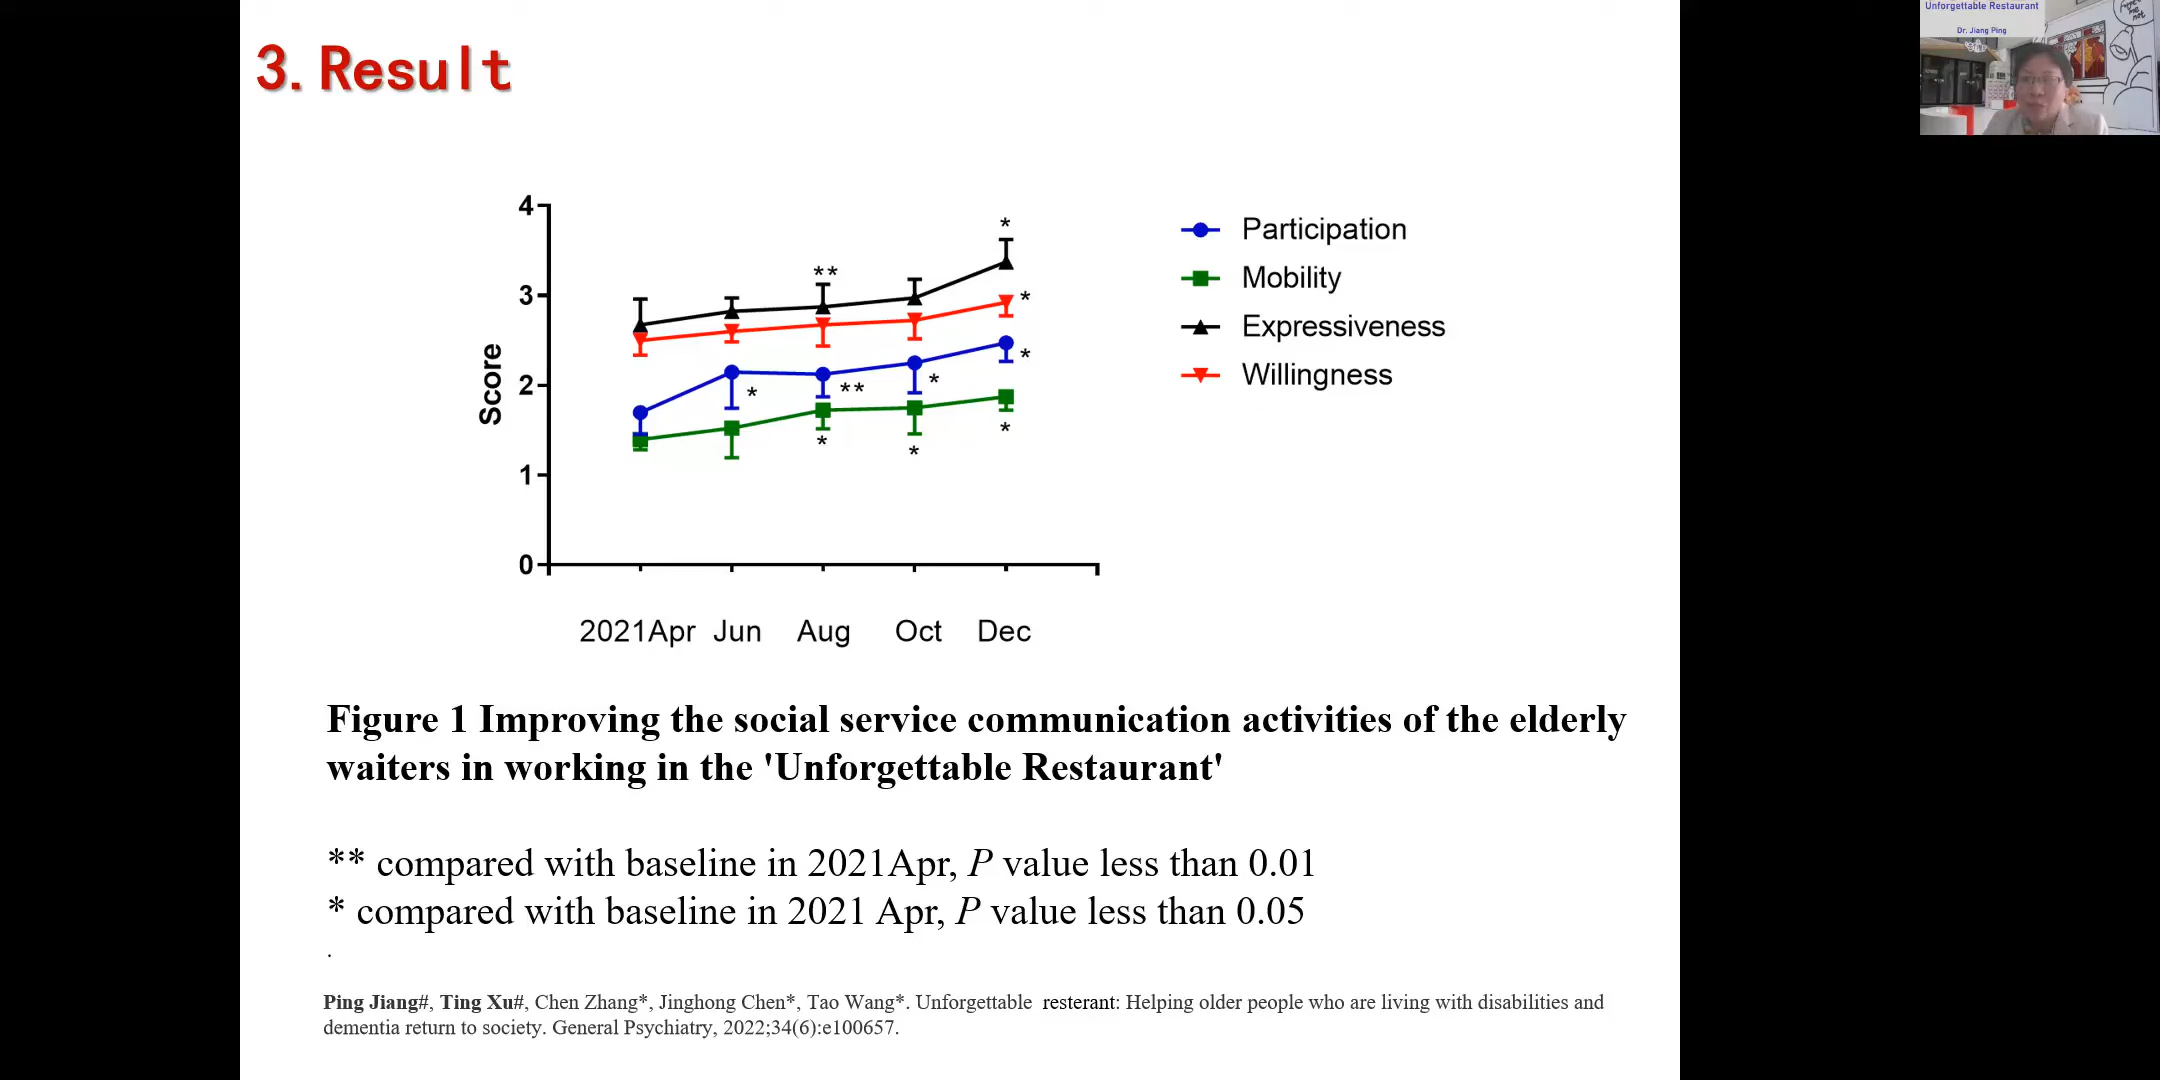 3.Result
Unforgettable Restaurant
Dr. Jiang Ping
forget
me
not
4
3
2
1
0
Score
*
**
*
*
*
**
*
*
*
*
Participation
Mobility
Expressiveness
Willingness
2021Apr Jun Aug Oct Dec
Figure 1 Improving the social service communication activities of the elderly
waiters in working in the 'Unforgettable Restaurant'
** compared with baseline in 2021Apr, P value less than 0.01
* compared with baseline in 2021 Apr, P value less than 0.05
.
Ping Jiang#, Ting Xu#, Chen Zhang*, Jinghong Chen*, Tao Wang*. Unforgettable resterant: Helping older people who are living with disabilities and
dementia return to society. General Psychiatry, 2022;34(6):e100657.